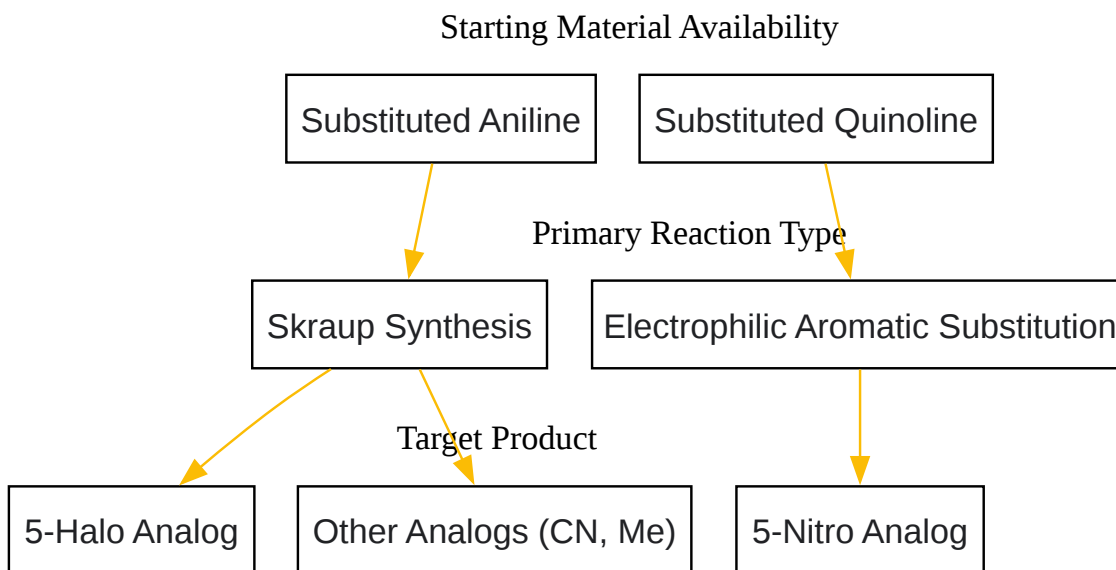 Starting Material Availability
Substituted Aniline
Substituted Quinoline
Primary Reaction Type
Skraup Synthesis
Electrophilic Aromatic Substitution
Target Product
5-Halo Analog
Other Analogs (CN, Me)
5-Nitro Analog